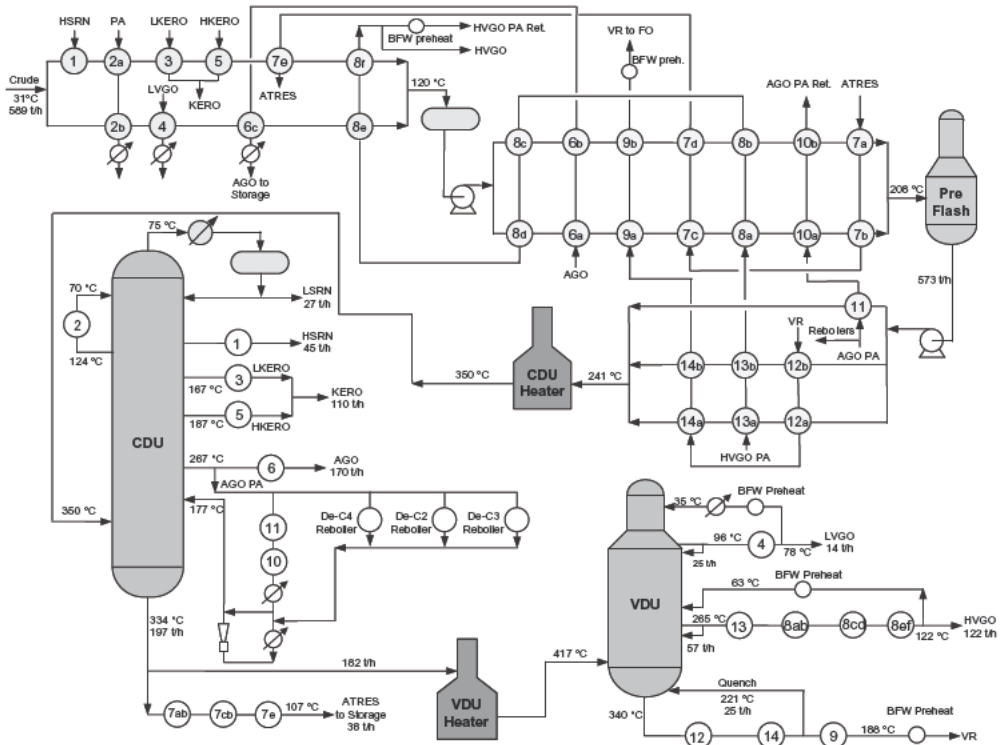 HSRN
PA
LKERO
HKERO
1
2a
3
5
7e
8f
BFW preheat
HVGO PA Ret.
HVGO
Crude
31°C
589 t/h
LVGO
KERO
ATRES
120 °C
2b
4
6c
8e
AGO to
Storage
VR to FO
BFW preh.
AGO PA Ret.
ATRES
8c
6b
9b
7d
8b
10b
7a
208 °C
Pre
Flash
8d
6a
9a
7c
8a
10a
7b
AGO
573 t/h
75 °C
LSRN
27 t/h
70 °C
2
124 °C
1
HSRN
45 t/h
LKERO
167 °C
3
KERO
110 t/h
187 °C
5
HKERO
CDU
350 °C
CDU
Heater
241 °C
11
VR
Reboilers
AGO PA
14b
13b
12b
14a
13a
12a
HVGO PA
267 °C
6
AGO
170 t/h
AGO PA
177 °C
350 °C
11
10
De-C4
Reboiler
De-C2
Reboiler
De-C3
Reboiler
334 °C
197 t/h
182 t/h
VDU
Heater
417 °C
7ab
7cb
7e
107 °C
ATRES
to Storage
38 t/h
35 °C
BFW Preheat
96 °C
4
78 °C
LVGO
14 t/h
25 t/h
VDU
63 °C
BFW Preheat
265 °C
13
8ab
8cd
8ef
122 °C
HVGO
122 t/h
57 t/h
Quench
221 °C
25 t/h
340 °C
12
14
9
188 °C
BFW Preheat
VR